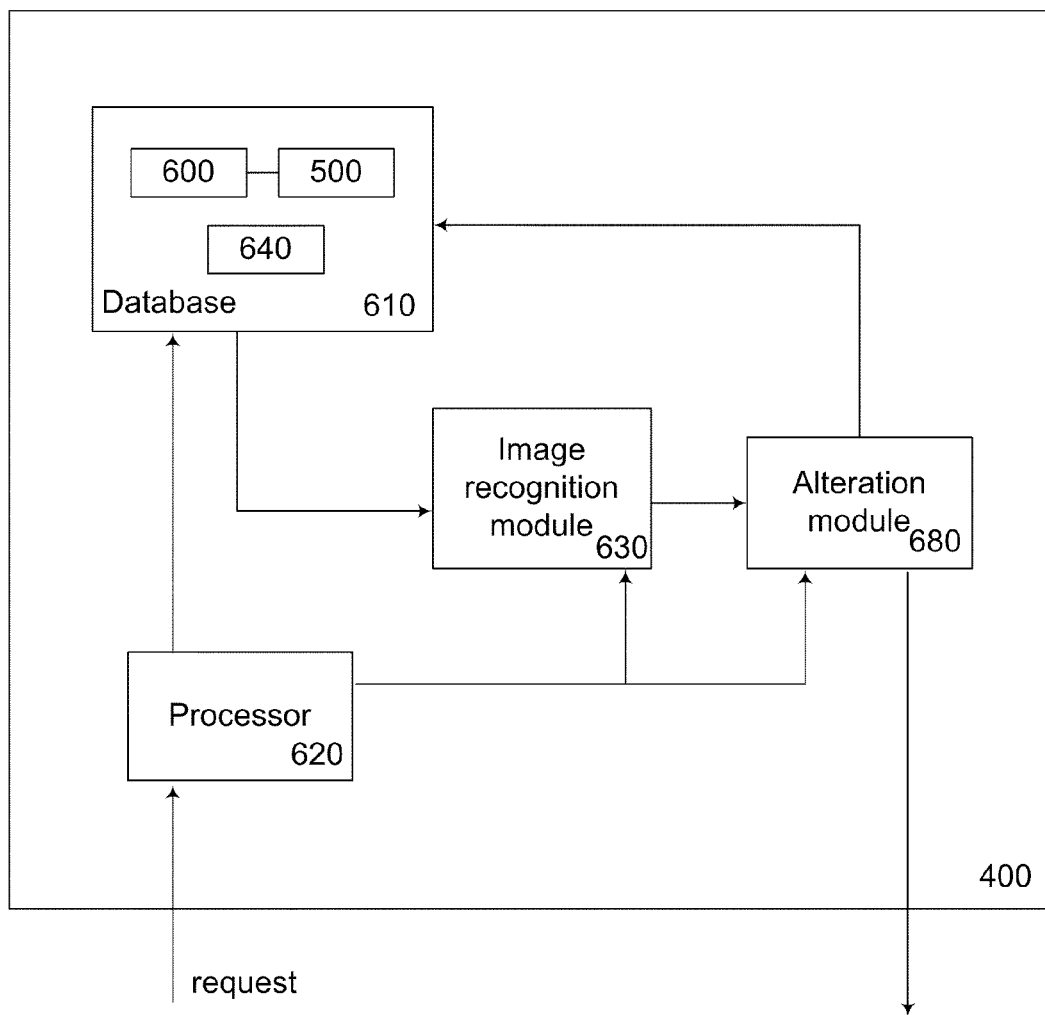 600
500
640
Database
610
Image
recognition
module
630
Alteration
module
680
Processor
620
400
request